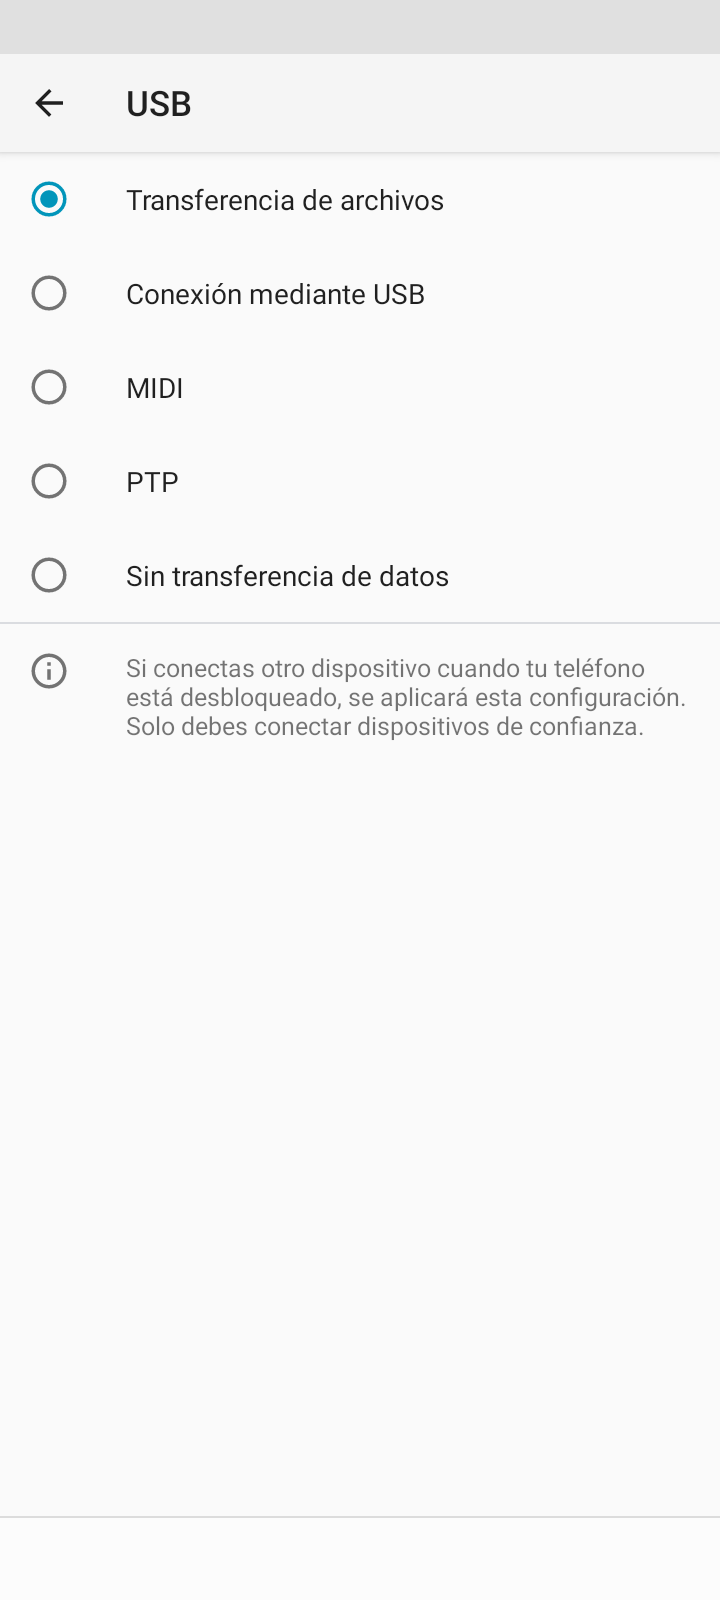 USB
Transferencia de archivos
Conexión mediante USB
MIDI
PTP
Sin transferencia de datos
Si conectas otro dispositivo cuando tu teléfono
está desbloqueado, se aplicará esta configuración.
Solo debes conectar dispositivos de confianza.